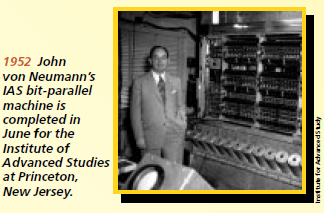 1952 John
von Neumann's
IAS bit-parallel
machine is
completed in
June for the
Institute of
Advanced Studies
at Princeton,
New Jersey.
Institute for Advanced Study